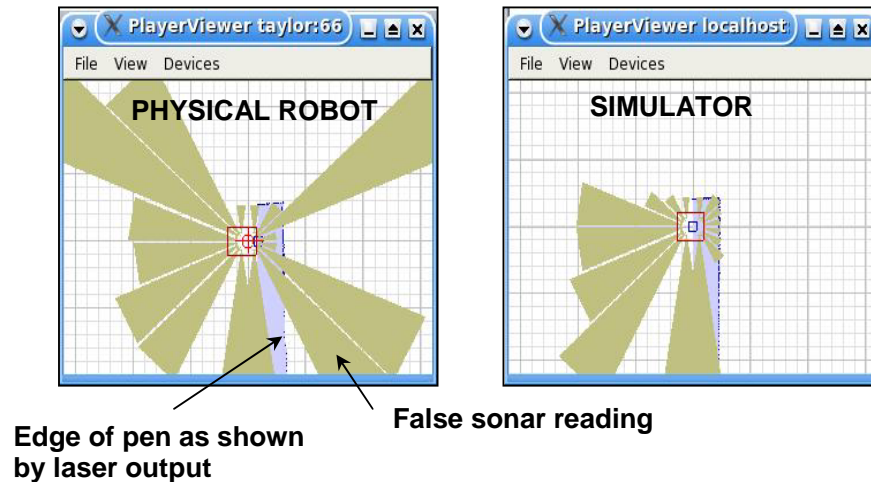 PlayerViewer taylor:66
File View Devices
PHYSICAL ROBOT
PlayerViewer localhost
File View Devices
SIMULATOR
False sonar reading
Edge of pen as shown
by laser output